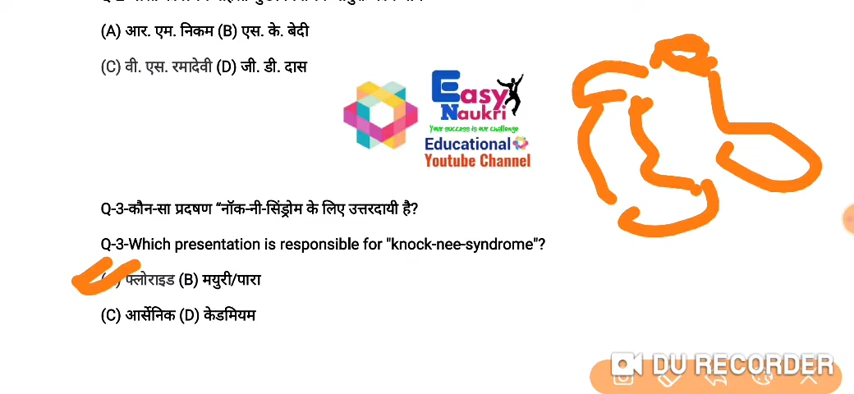 (A) आर. एम. निकम (B) एस. के. बेदी
(C) वी. एस. रमादेवी (D) जी. डी. दास
Easy
Naukri
Your success is our challenge
Educational
Youtube Channel
Q-3-कौन-सा प्रदषण “नॉक-नी-सिंड्रोम के लिए उत्तरदायी है?
Q-3-Which presentation is responsible for "knock-nee-syndrome"?
फ्लोराइड (B) मयुरी/पारा
(C) आर्सेनिक (D) केडमियम
DU RECORDER